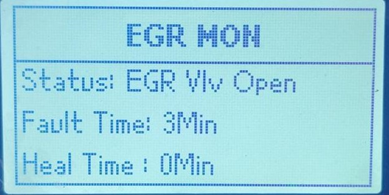 EGR MON
Status: EGR Vlv Open
Fault Time: 3Min
Heal Time : 0Min